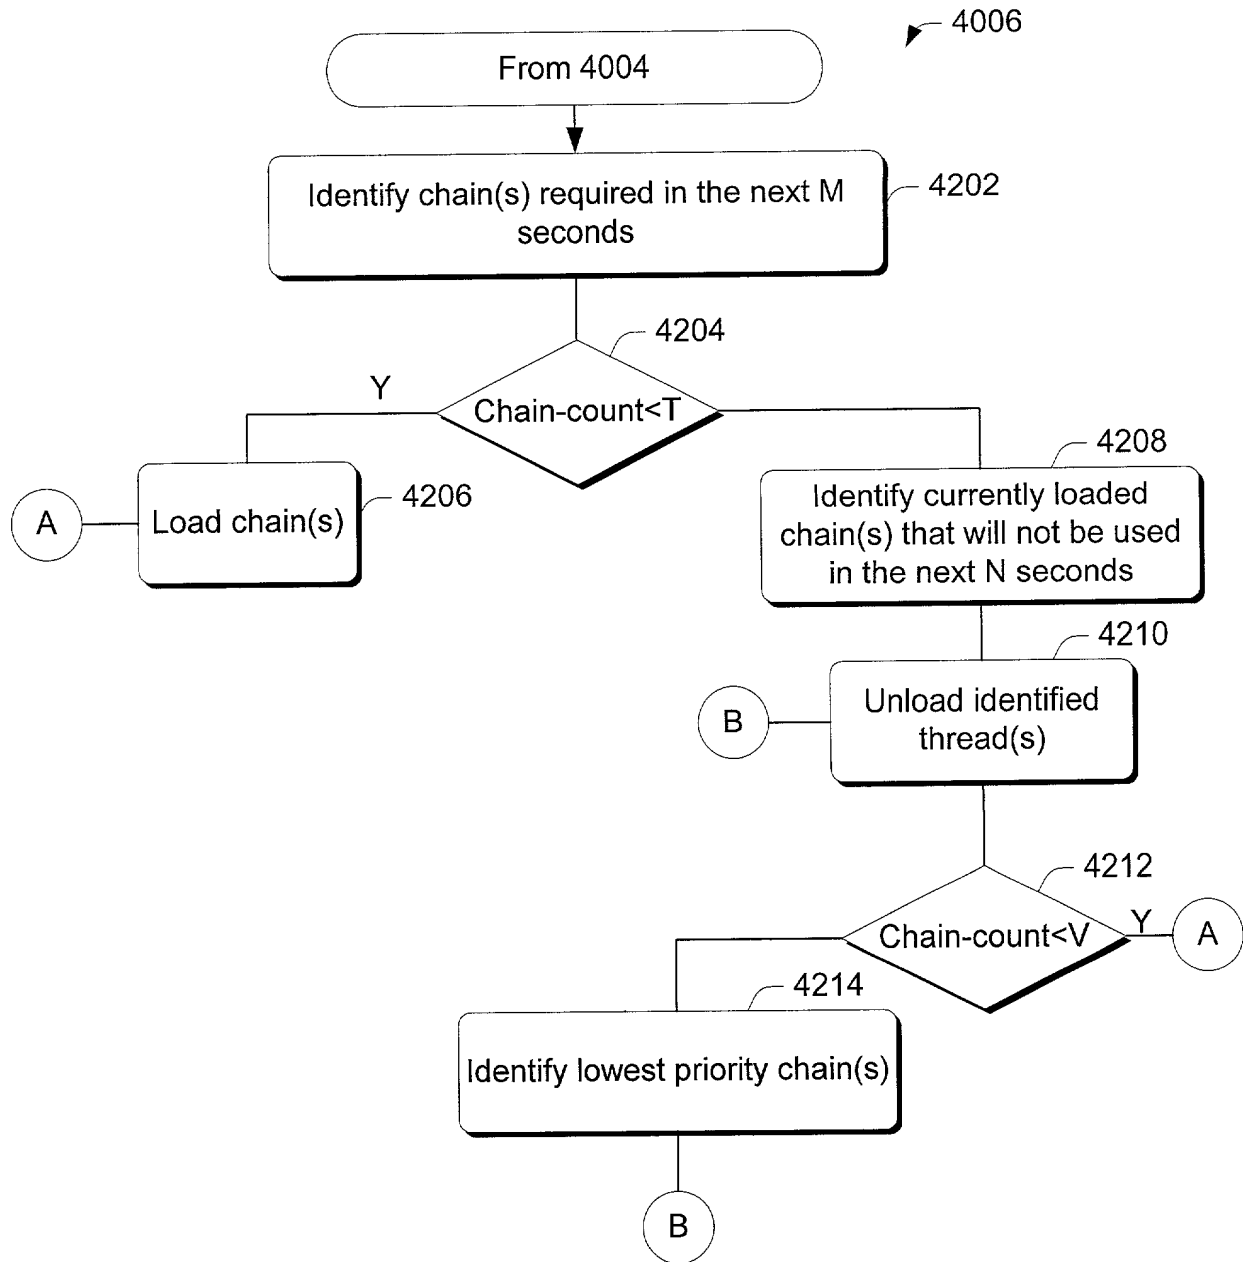 4006
From 4004
Identify chain(s) required in the next M
seconds
4202
4204
Y
Chain-count<T
4206
A
Load chain(s)
4208
Identify currently loaded
chain(s) that will not be used
in the next N seconds
4210
B
Unload identified
thread(s)
4212
Chain-count<V
Y
A
4214
Identify lowest priority chain(s)
B